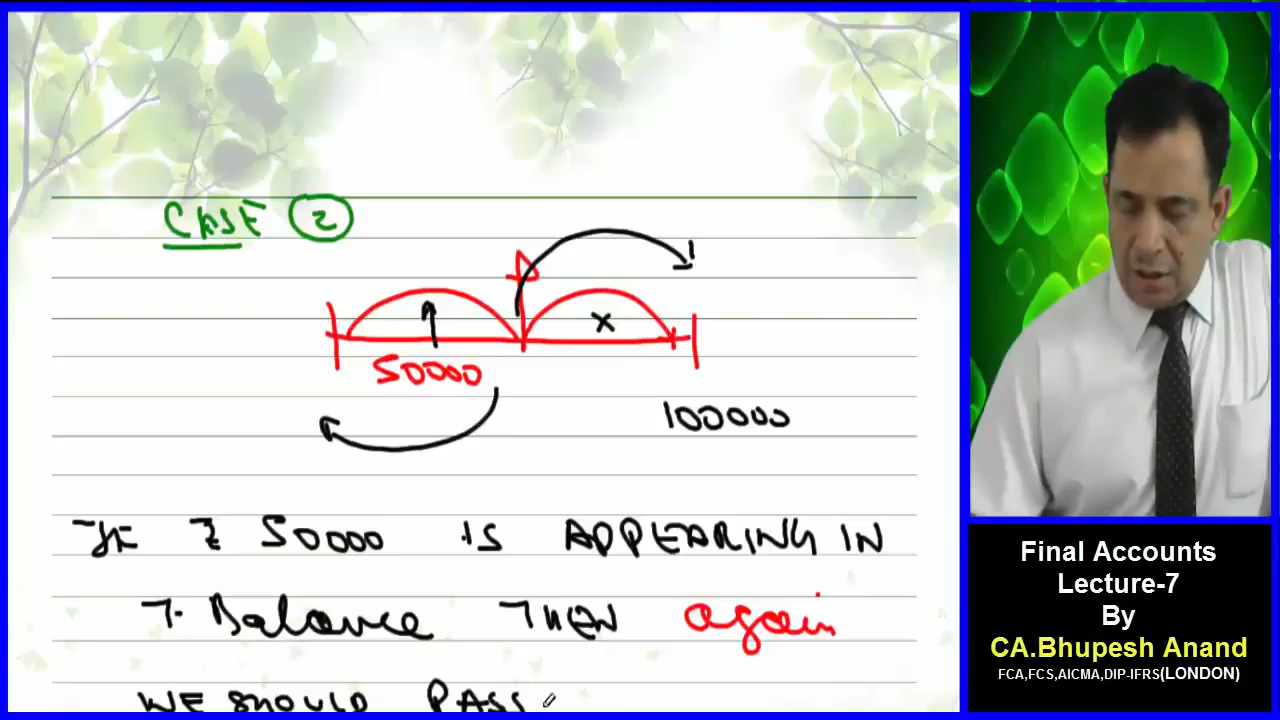 CASE 2
50000
100000
If ₹ 50000 is APPEARING IN
T. Balance THEN again
WE SHOULD PASS
Final Accounts
Lecture-7
By
CA.Bhupesh Anand
FCA,FCS,AICMA,DIP-IFRS(LONDON)